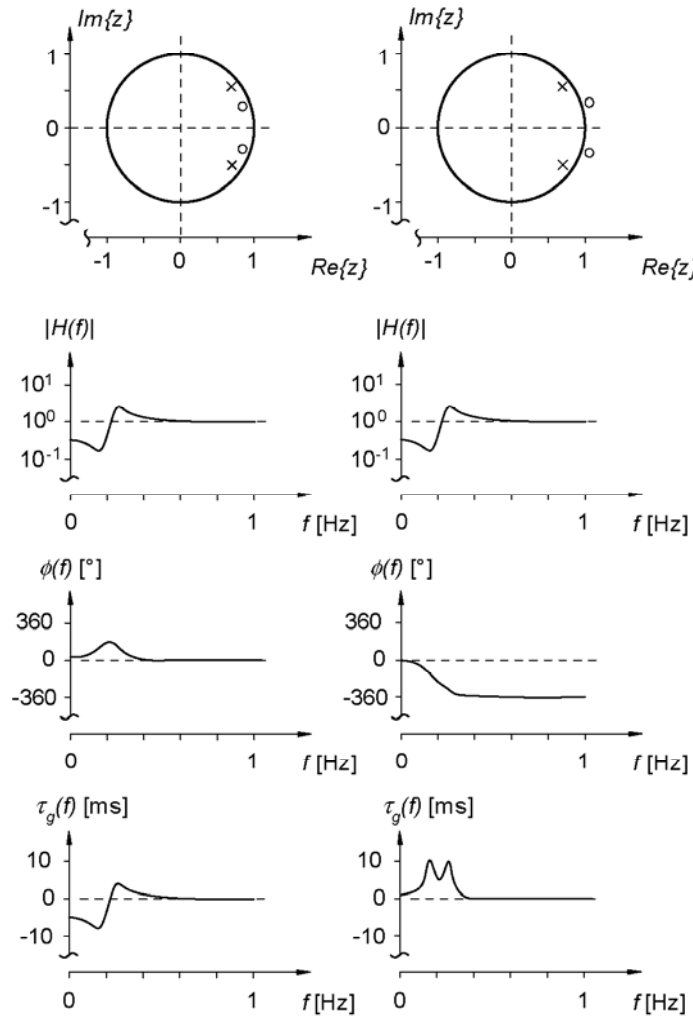 Im{z} Im{z}
1 1
0 0
-1 -1
-1 0 1 -1 0 1
Re{z} Re{z}
|H(f)| |H(f)|
10^1 10^1
10^0 10^0
10^-1 10^-1
0 1 f [Hz] 0 1 f [Hz]
ϕ(f) [°] ϕ(f) [°]
360 360
0 0
-360 -360
0 1 f [Hz] 0 1 f [Hz]
τ_g(f) [ms] τ_g(f) [ms]
10 10
0 0
-10 -10
0 1 f [Hz] 0 1 f [Hz]